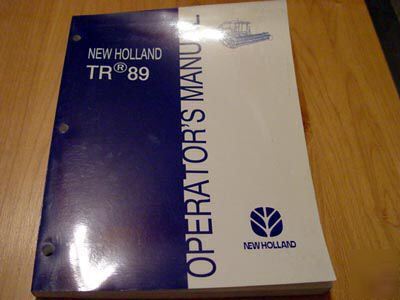 NEW HOLLAND
TR® 89
OPERATOR'S MANUAL
NEW HOLLAND